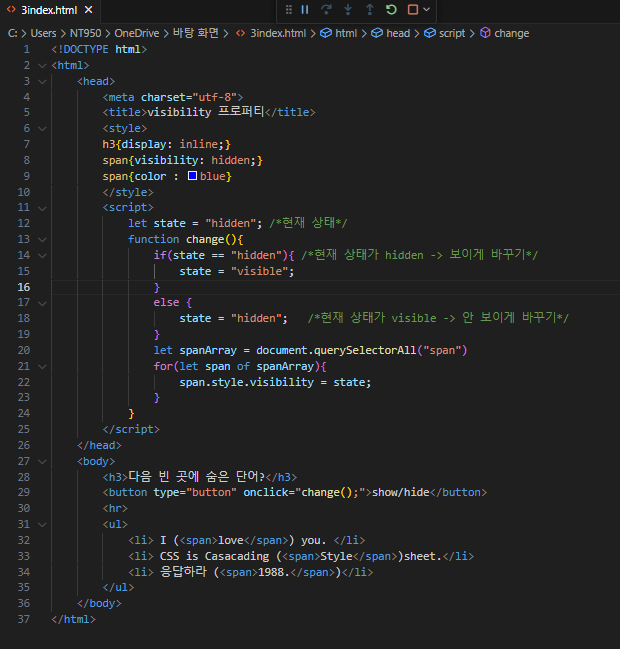 3index.html
C: > Users > NT950 > OneDrive > 바탕 화면 > 3index.html > html > head > script > change
1 <!DOCTYPE html>
2 <html>
3 <head>
4 <meta charset="utf-8">
5 <title>visibility 프로퍼티</title>
6 <style>
7 h3{display: inline;}
8 span{visibility: hidden;}
9 span{color : blue}
10 </style>
11 <script>
12 let state = "hidden"; /*현재 상태*/
13 function change(){
14 if(state == "hidden"){ /*현재 상태가 hidden -> 보이게 바꾸기*/
15 state = "visible";
16 }
17 else {
18 state = "hidden"; /*현재 상태가 visible -> 안 보이게 바꾸기*/
19 }
20 let spanArray = document.querySelectorAll("span")
21 for(let span of spanArray){
22 span.style.visibility = state;
23 }
24 }
25 </script>
26 </head>
27 <body>
28 <h3>다음 빈 곳에 숨은 단어?</h3>
29 <button type="button" onclick="change();">show/hide</button>
30 <hr>
31 <ul>
32 <li> I (<span>love</span>) you. </li>
33 <li> CSS is Casacading (<span>Style</span>)sheet.</li>
34 <li> 응답하라 (<span>1988.</span>)</li>
35 </ul>
36 </body>
37 </html>